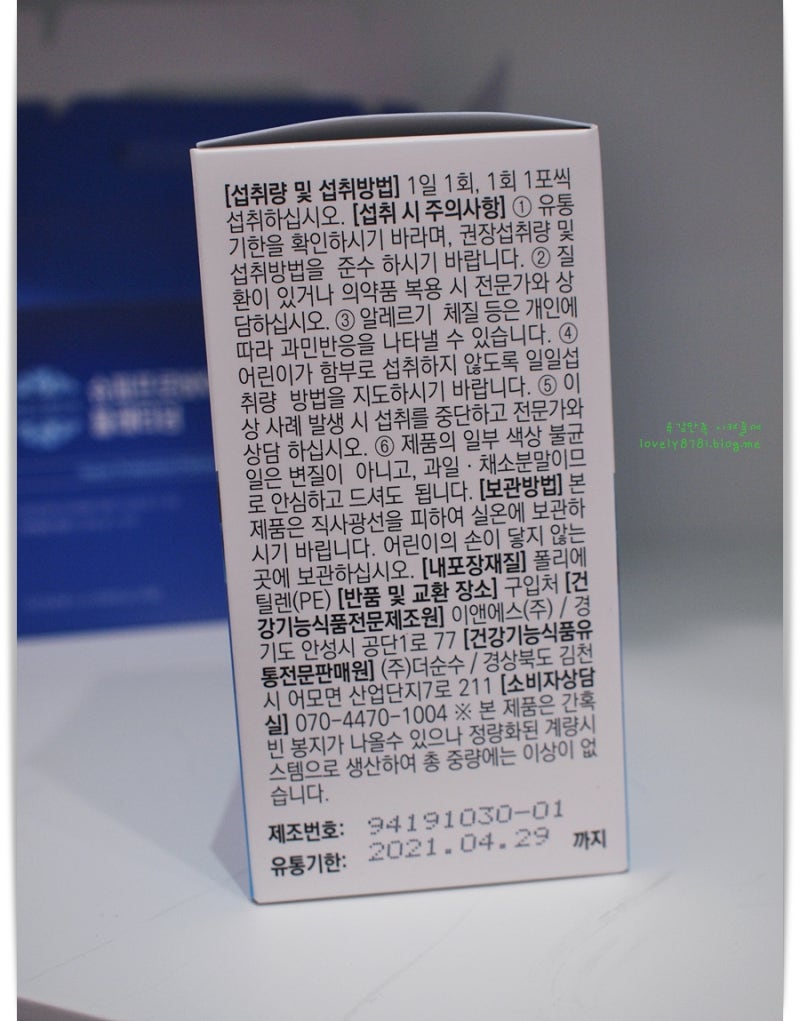 [섭취량 및 섭취방법] 1일 1회, 1회 1포씩
섭취하십시오. [섭취 시 주의사항] ① 유통
기한을 확인하시기 바라며, 권장섭취량 및
섭취방법을 준수 하시기 바랍니다. ② 질
환이 있거나 의약품 복용 시 전문가와 상
담하십시오. ③ 알레르기 체질 등은 개인에
따라 과민반응을 나타낼 수 있습니다. ④
어린이가 함부로 섭취하지 않도록 일일섭
취량 방법을 지도하시기 바랍니다. ⑤ 이
상 사례 발생 시 섭취를 중단하고 전문가와
상담 하십시오. ⑥ 제품의 일부 색상 불균
일은 변질이 아니고, 과일 · 채소분말이므
로 안심하고 드셔도 됩니다. [보관방법] 본
제품은 직사광선을 피하여 실온에 보관하
시기 바랍니다. 어린이의 손이 닿지 않는
곳에 보관하십시오. [내포장재질] 폴리에
틸렌(PE) [반품 및 교환 장소] 구입처 [건
강기능식품전문제조원] 이앤에스(주) / 경
기도 안성시 공단1로 77 [건강기능식품유
통전문판매원] (주)더순수 / 경상북도 김천
시 어모면 산업단지7로 211 [소비자상담
실] 070-4470-1004 ※ 본 제품은 간혹
빈 봉지가 나올수 있으나 정량화된 계량시
스템으로 생산하여 총 중량에는 이상이 없
습니다.
제조번호: 94191030-01
유통기한: 2021.04.29 까지
lovely8781.blog.me